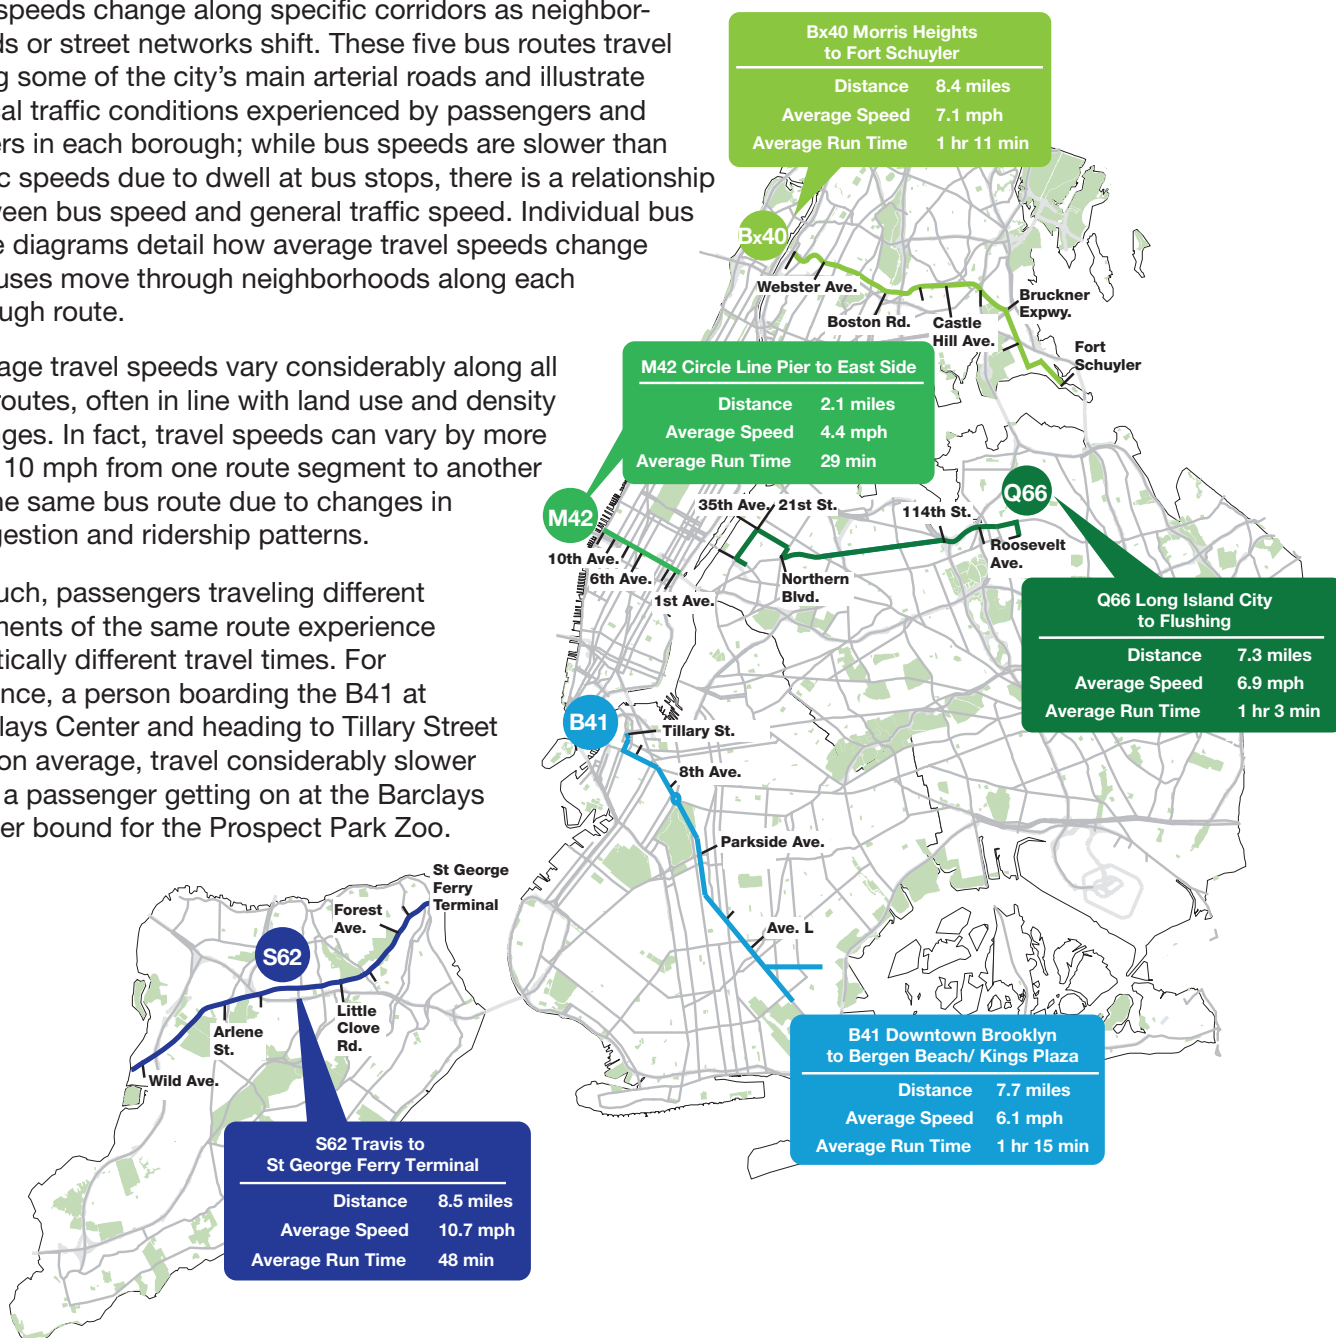 speeds change along specific corridors as neighbor-
ds or street networks shift. These five bus routes travel
g some of the city's main arterial roads and illustrate
cal traffic conditions experienced by passengers and
ers in each borough; while bus speeds are slower than
c speeds due to dwell at bus stops, there is a relationship
ween bus speed and general traffic speed. Individual bus
e diagrams detail how average travel speeds change
uses move through neighborhoods along each
ugh route.
age travel speeds vary considerably along all
routes, often in line with land use and density
nges. In fact, travel speeds can vary by more
10 mph from one route segment to another
he same bus route due to changes in
gestion and ridership patterns.
uch, passengers traveling different
ments of the same route experience
tically different travel times. For
ance, a person boarding the B41 at
clays Center and heading to Tillary Street
on average, travel considerably slower
a passenger getting on at the Barclays
er bound for the Prospect Park Zoo.
Bx40 Morris Heights
to Fort Schuyler
Distance 8.4 miles
Average Speed 7.1 mph
Average Run Time 1 hr 11 min
Bx40
Webster Ave.
Boston Rd.
Castle
Hill Ave.
Bruckner
Expwy.
Fort
Schuyler
M42 Circle Line Pier to East Side
Distance 2.1 miles
Average Speed 4.4 mph
Average Run Time 29 min
M42
10th Ave.
6th Ave.
1st Ave.
35th Ave.
21st St.
114th St.
Q66
Roosevelt
Ave.
Northern
Blvd.
Q66 Long Island City
to Flushing
Distance 7.3 miles
Average Speed 6.9 mph
Average Run Time 1 hr 3 min
B41
Tillary St.
8th Ave.
Parkside Ave.
Ave. L
B41 Downtown Brooklyn
to Bergen Beach/ Kings Plaza
Distance 7.7 miles
Average Speed 6.1 mph
Average Run Time 1 hr 15 min
St George
Ferry
Terminal
Forest
Ave.
S62
Little
Clove
Rd.
Arlene
St.
Wild Ave.
S62 Travis to
St George Ferry Terminal
Distance 8.5 miles
Average Speed 10.7 mph
Average Run Time 48 min